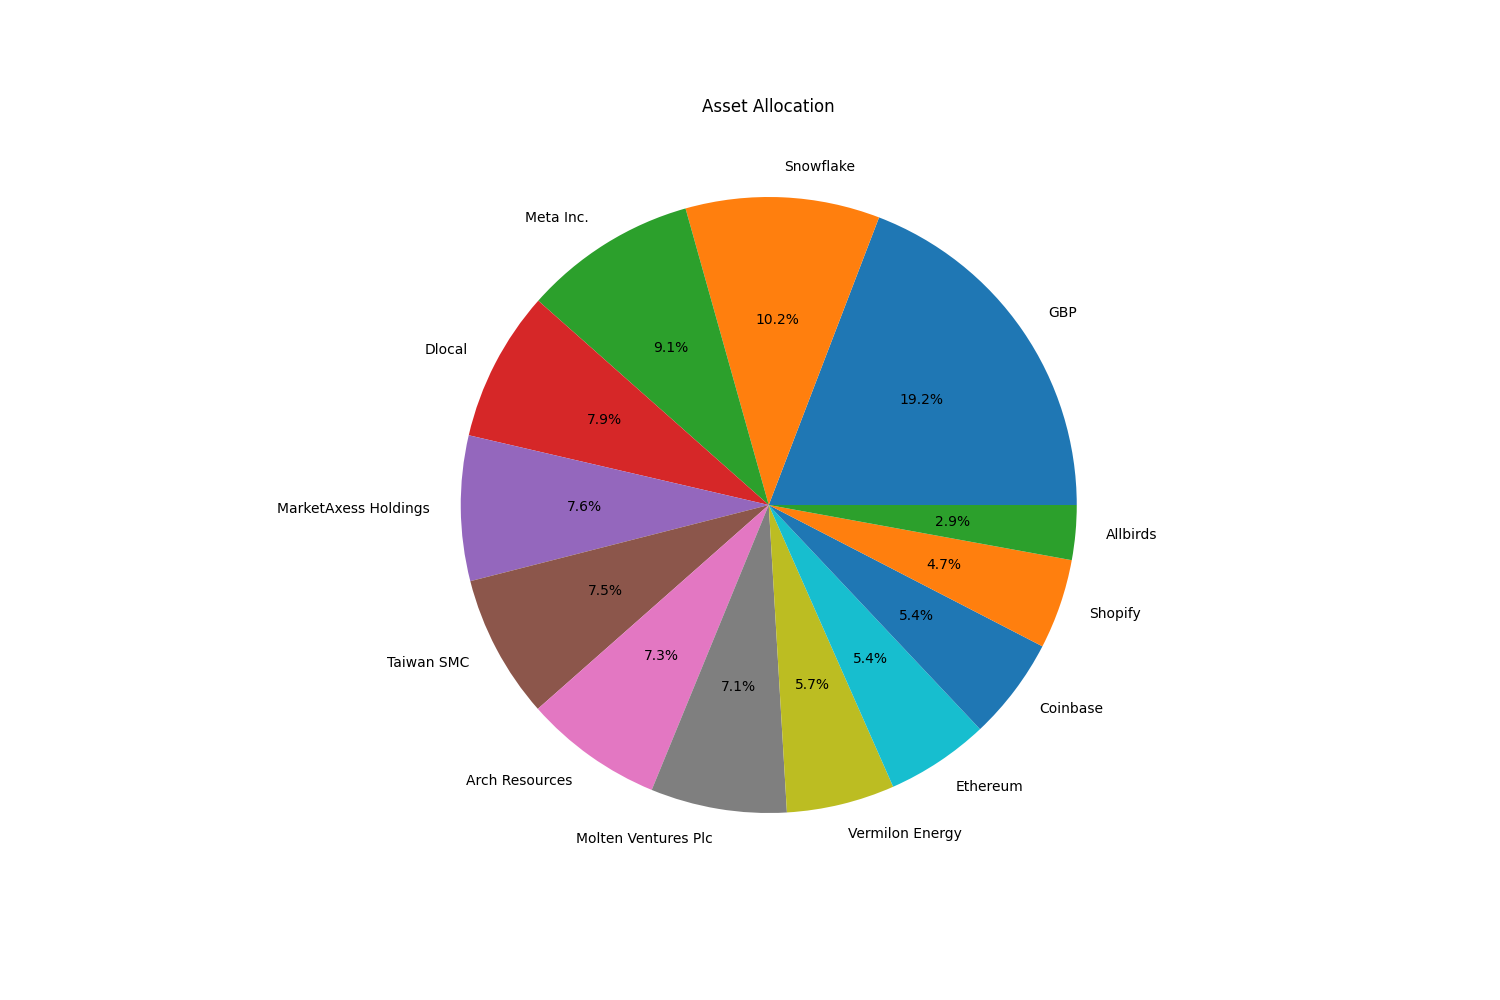 Asset Allocation
Snowflake
Meta Inc.
GBP
10.2%
9.1%
Dlocal
19.2%
7.9%
MarketAxess Holdings
7.6%
2.9%
Allbirds
4.7%
7.5%
5.4%
Shopify
Taiwan SMC
7.3%
5.4%
7.1%
5.7%
Coinbase
Arch Resources
Ethereum
Molten Ventures Plc
Vermilon Energy